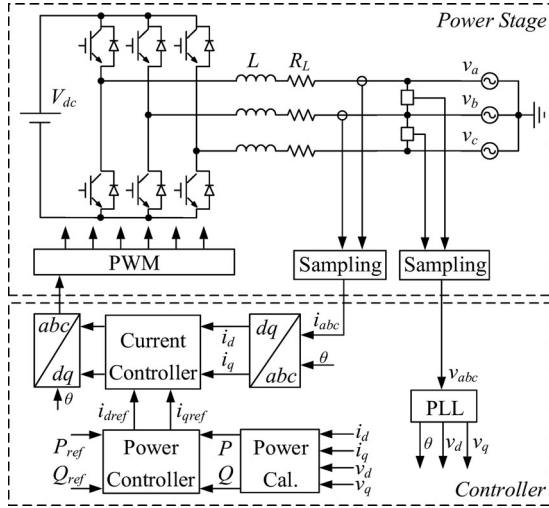 Power Stage
L R_L v_a
V_dc v_b
v_c
PWM Sampling Sampling
abc dq
θ
Current Controller
i_d
i_q
dq abc
i_abc
θ
v_abc
PLL
θ v_d v_q
i_dref i_qref
P_ref
Q_ref
Power Controller
P
Q
Power Cal.
i_d
i_q
v_d
v_q
Controller